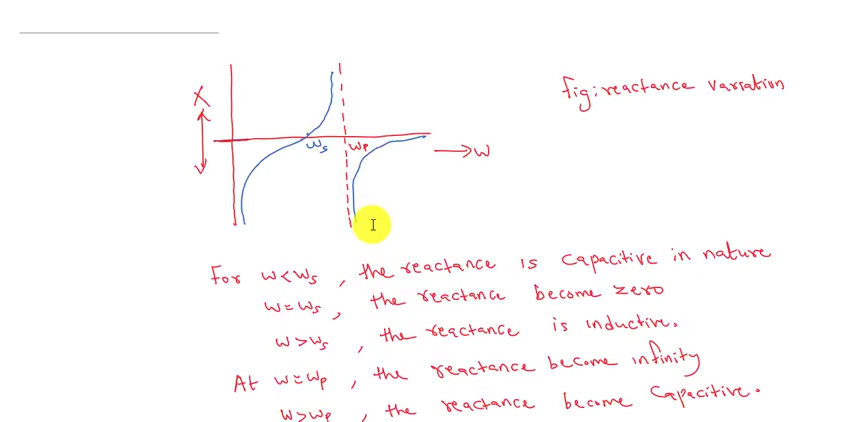 fig: reactance variation
X
ws
wp
w
For w < ws, the reactance is capacitive in nature
w = ws, the reactance become zero
w > ws, the reactance is inductive.
At w = wp, the reactance become infinity
w > wp, the reactance become capacitive.